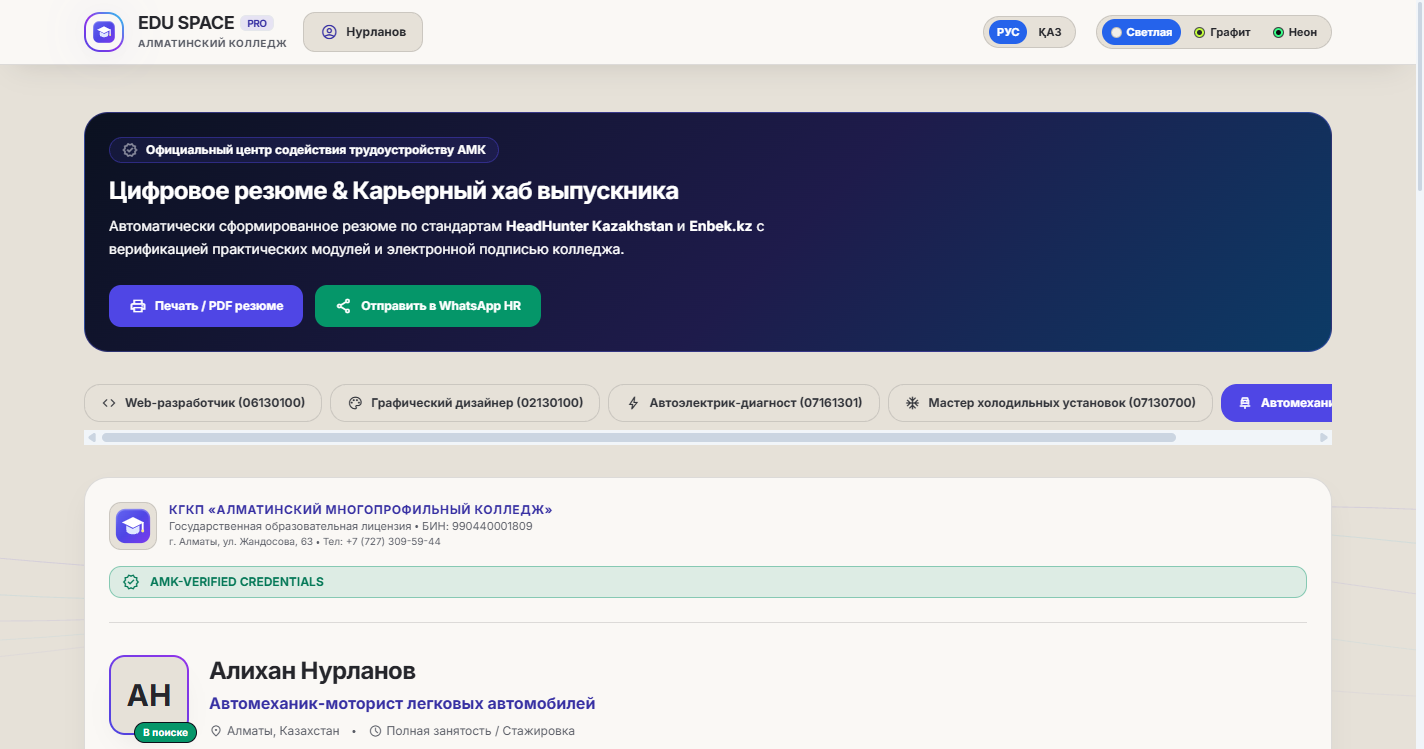 EDU SPACE PRO
АЛМАТИНСКИЙ КОЛЛЕДЖ
Нурланов
РУС ҚАЗ
Светлая Графит Неон
Официальный центр содействия трудоустройству АМК
Цифровое резюме & Карьерный хаб выпускника
Автоматически сформированное резюме по стандартам HeadHunter Kazakhstan и Enbek.kz с
верификацией практических модулей и электронной подписью колледжа.
Печать / PDF резюме
Отправить в WhatsApp HR
Web-разработчик (06130100)
Графический дизайнер (02130100)
Автоэлектрик-диагност (07161301)
Мастер холодильных установок (07130700)
КГКП «АЛМАТИНСКИЙ МНОГОПРОФИЛЬНЫЙ КОЛЛЕДЖ»
Государственная образовательная лицензия • БИН: 990440001809
г. Алматы, ул. Жандосова, 63 • Тел: +7 (727) 309-59-44
AMK-VERIFIED CREDENTIALS
АН
В поиске
Алихан Нурланов
Автомеханик-моторист легковых автомобилей
Алматы, Казахстан • Полная занятость / Стажировка